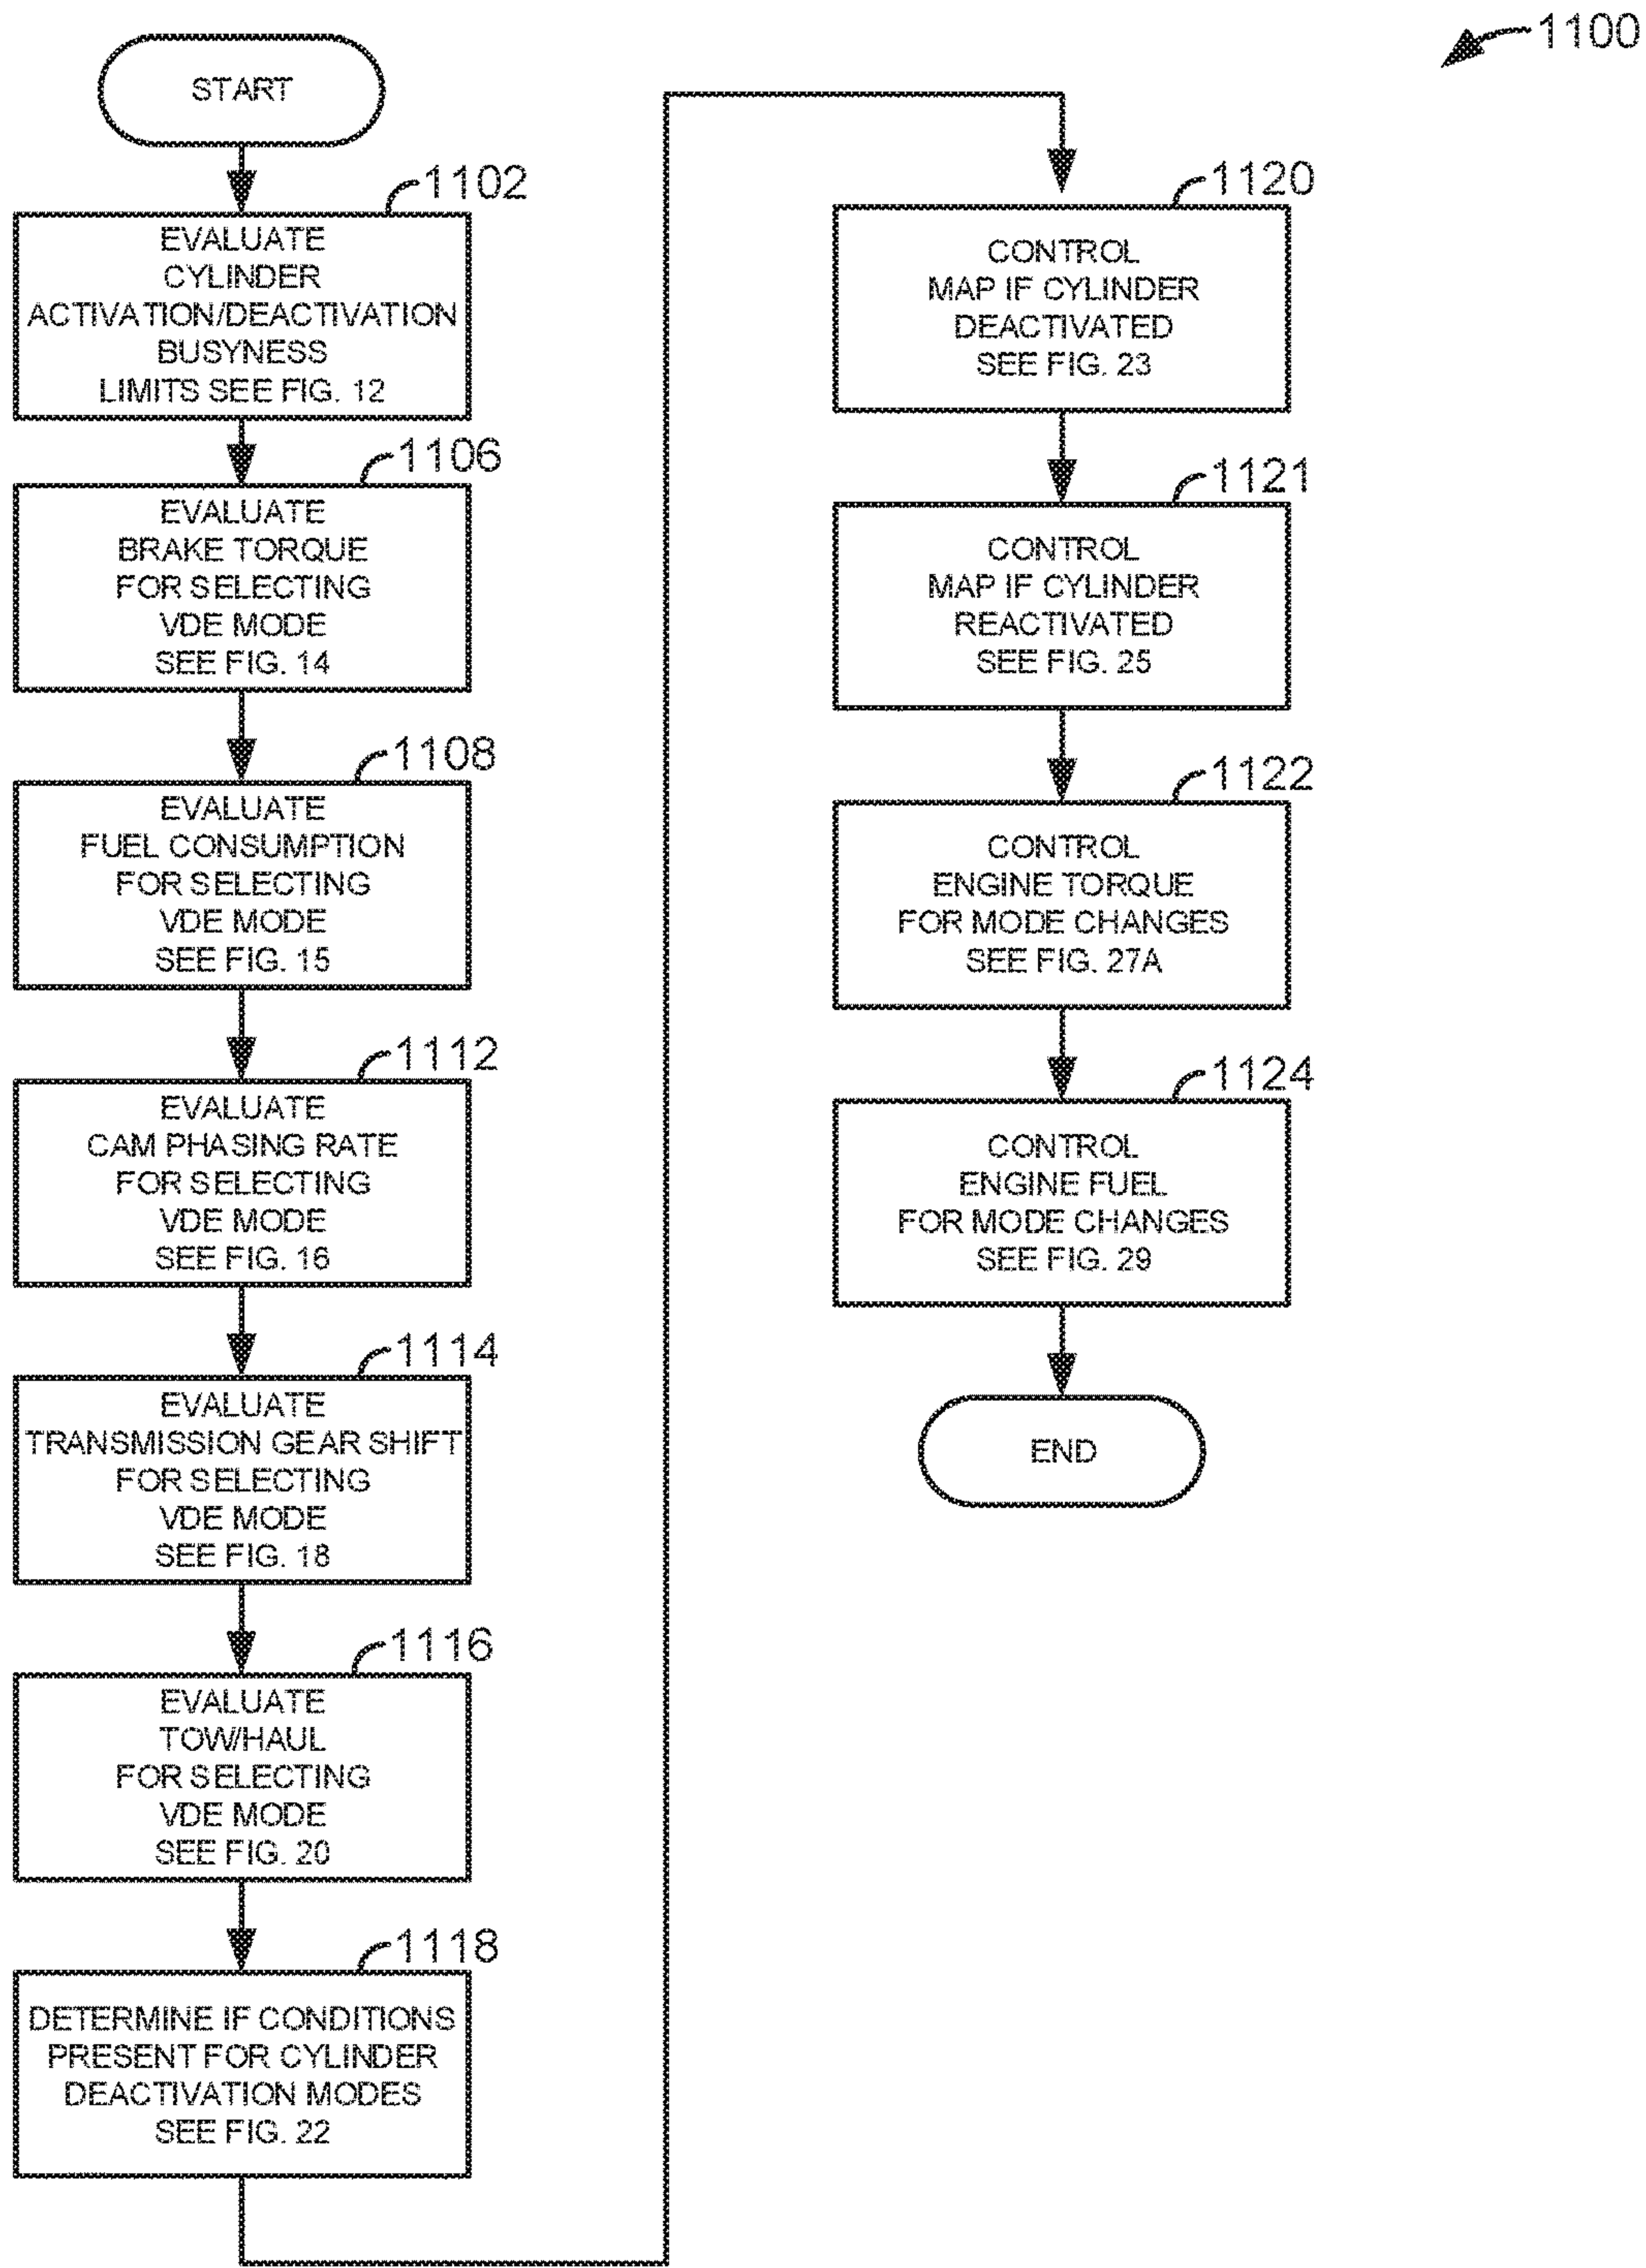 1100
START
1102
EVALUATE
CYLINDER
ACTIVATION/DEACTIVATION
BUSYNESS
LIMITS SEE FIG. 12
1106
EVALUATE
BRAKE TORQUE
FOR SELECTING
VDE MODE
SEE FIG. 14
1108
EVALUATE
FUEL CONSUMPTION
FOR SELECTING
VDE MODE
SEE FIG. 15
1112
EVALUATE
CAM PHASING RATE
FOR SELECTING
VDE MODE
SEE FIG. 16
1114
EVALUATE
TRANSMISSION GEAR SHIFT
FOR SELECTING
VDE MODE
SEE FIG. 18
1116
EVALUATE
TOW/HAUL
FOR SELECTING
VDE MODE
SEE FIG. 20
1118
DETERMINE IF CONDITIONS
PRESENT FOR CYLINDER
DEACTIVATION MODES
SEE FIG. 22
1120
CONTROL
MAP IF CYLINDER
DEACTIVATED
SEE FIG. 23
1121
CONTROL
MAP IF CYLINDER
REACTIVATED
SEE FIG. 25
1122
CONTROL
ENGINE TORQUE
FOR MODE CHANGES
SEE FIG. 27A
1124
CONTROL
ENGINE FUEL
FOR MODE CHANGES
SEE FIG. 29
END